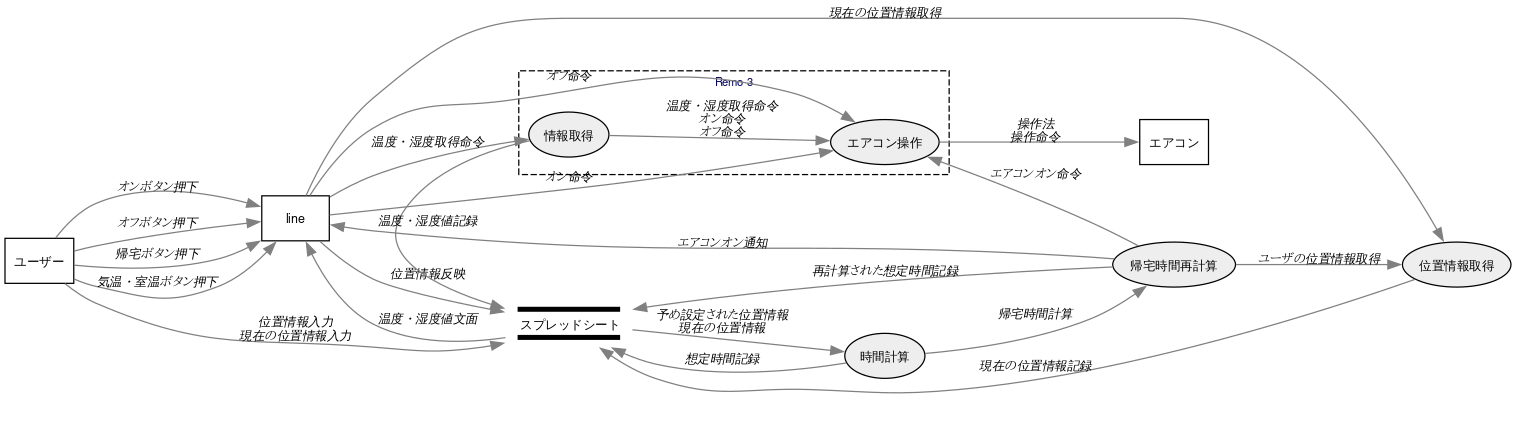 現在の位置情報取得
オフ命令
Remo 3
温度・湿度取得命令
オン命令
オフ命令
情報取得
エアコン操作
操作法
操作命令
エアコン
温度・湿度取得命令
エアコンオン命令
オン命令
オンボタン押下
line
オフボタン押下
温度・湿度値記録
エアコンオン通知
帰宅ボタン押下
ユーザー
気温・室温ボタン押下
位置情報反映
再計算された想定時間記録
帰宅時間再計算
ユーザの位置情報取得
位置情報取得
位置情報入力
現在の位置情報入力
温度・湿度値文面
スプレッドシート
予め設定された位置情報
現在の位置情報
帰宅時間計算
時間計算
想定時間記録
現在の位置情報記録